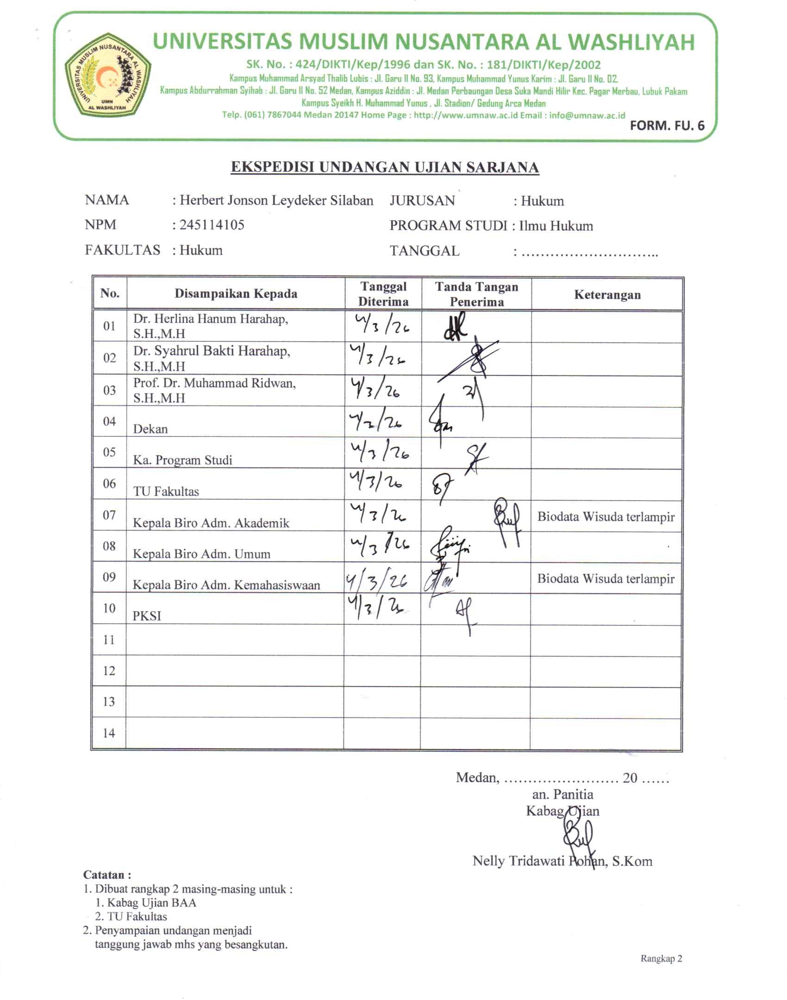 UNIVERSITAS MUSLIM NUSANTARA AL WASHLIYAH
UMN
AL WASHLIYAH
UNIVERSITAS MUSLIM NUSANTARA AL WASHLIYAH
SK. No. : 424/DIKTI/Kep/1996 dan SK. No. : 181/DIKTI/Kep/2002
Kampus Muhammad Arsyad Thalib Lubis : Jl. Garu II No. 93, Kampus Muhammad Yunus Karim : Jl. Garu II No. 02,
Kampus Abdurrahman Syihab : Jl. Garu II No. 52 Medan, Kampus Aziddin : Jl. Medan Perbaungan Desa Suka Mandi Hilir Kec. Pagar Merbau, Lubuk Pakam
Kampus Syeikh H. Muhammad Yunus , Jl. Stadion/ Gedung Arca Medan
Telp. (061) 7867044 Medan 20147 Home Page : http://www.umnaw.ac.id Email : info@umnaw.ac.id
FORM. FU. 6
EKSPEDISI UNDANGAN UJIAN SARJANA
NAMA : Herbert Jonson Leydeker Silaban JURUSAN : Hukum
NPM : 245114105 PROGRAM STUDI : Ilmu Hukum
FAKULTAS : Hukum TANGGAL : ................................
No. Disampaikan Kepada Tanggal Diterima Tanda Tangan Penerima Keterangan
01 Dr. Herlina Hanum Harahap, S.H.,M.H 4/3/26
02 Dr. Syahrul Bakti Harahap, S.H.,M.H 4/3/26
03 Prof. Dr. Muhammad Ridwan, S.H.,M.H 4/3/26
04 Dekan 4/3/26
05 Ka. Program Studi 4/3/26
06 TU Fakultas 4/3/26
07 Kepala Biro Adm. Akademik 4/3/26 Biodata Wisuda terlampir
08 Kepala Biro Adm. Umum 4/3/26
09 Kepala Biro Adm. Kemahasiswaan 4/3/26 Biodata Wisuda terlampir
10 PKSI 4/3/26
11
12
13
14
Medan, ........................ 20 ......
an. Panitia
Kabag Ujian
Nelly Tridawati Pohan, S.Kom
Catatan :
1. Dibuat rangkap 2 masing-masing untuk :
1. Kabag Ujian BAA
2. TU Fakultas
2. Penyampaian undangan menjadi
tanggung jawab mhs yang besangkutan.
Rangkap 2